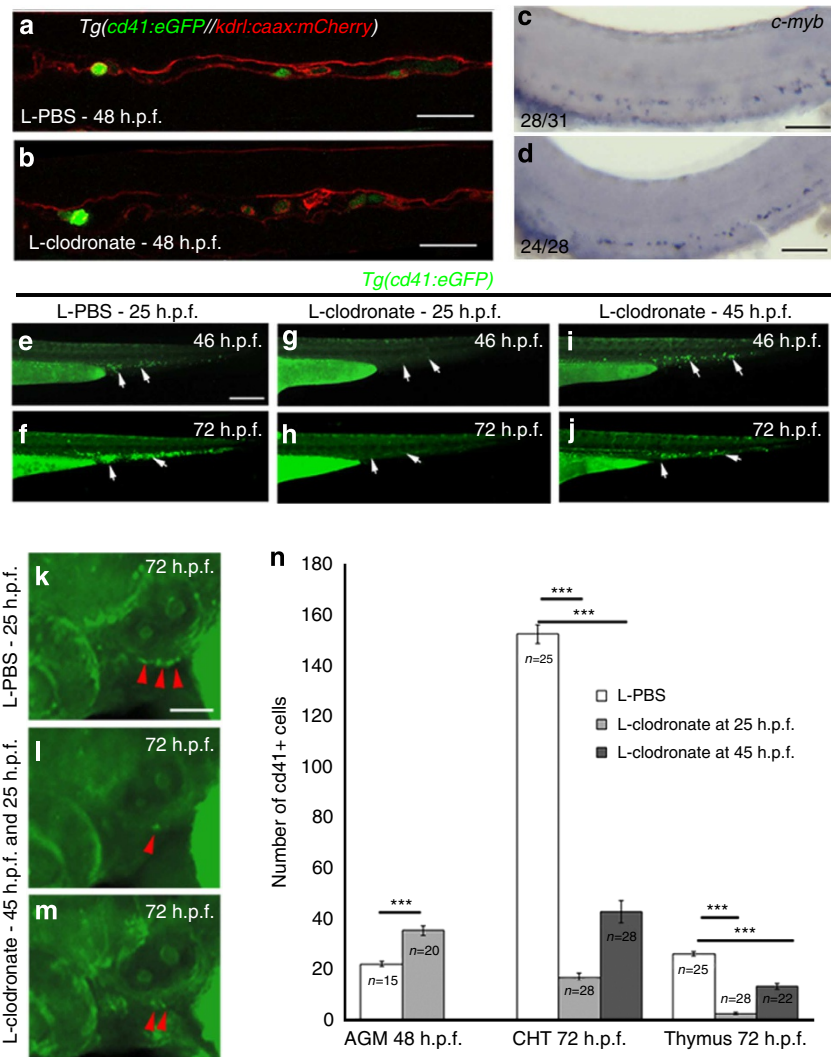 a
Tg(cd41:eGFP//kdrl:caax:mCherry)
L-PBS - 48 h.p.f.
b
L-clodronate - 48 h.p.f.
c
c-myb
28/31
d
24/28
Tg(cd41:eGFP)
L-PBS - 25 h.p.f.
L-clodronate - 25 h.p.f.
L-clodronate - 45 h.p.f.
e
46 h.p.f.
g
46 h.p.f.
i
46 h.p.f.
f
72 h.p.f.
h
72 h.p.f.
j
72 h.p.f.
L-PBS - 25 h.p.f.
k
72 h.p.f.
L-clodronate - 45 h.p.f. and 25 h.p.f.
l
72 h.p.f.
m
72 h.p.f.
n
Number of cd41+ cells
180
160
140
120
100
80
60
40
20
0
***
***
n=25
L-PBS
L-clodronate at 25 h.p.f.
L-clodronate at 45 h.p.f.
***
n=15
n=20
n=28
n=28
***
***
n=25
n=28
n=22
AGM 48 h.p.f.
CHT 72 h.p.f.
Thymus 72 h.p.f.